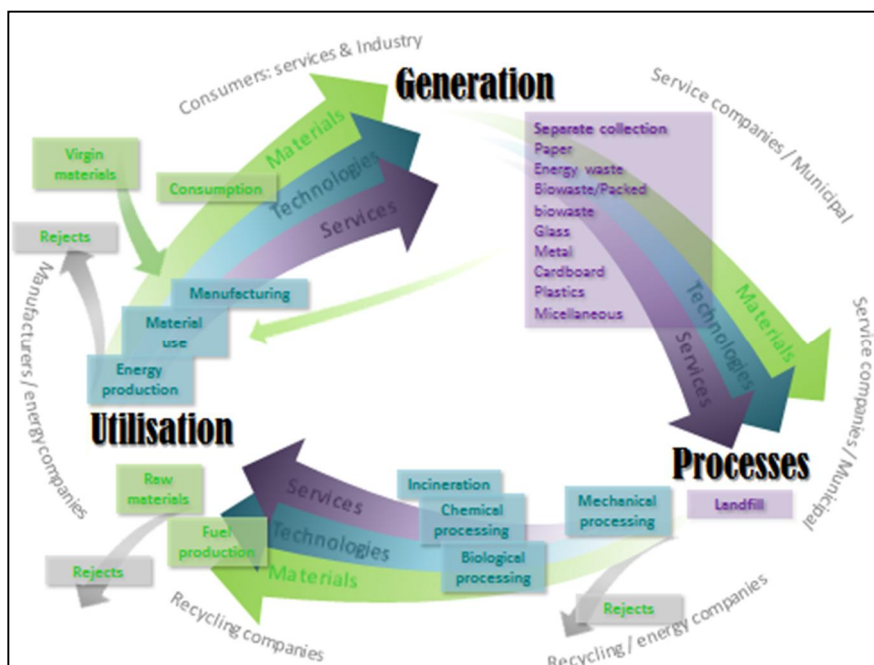 Consumers: services & Industry
Generation
Service companies / Municipal
Materials
Technologies
Services
Virgin
materials
Consumption
Rejects
Manufacturing
Material
use
Energy
production
Manufacturers / energy companies
Separate collection
Paper
Energy waste
Biowaste/Packed
biowaste
Glass
Metal
Cardboard
Plastics
Micellaneous
Materials
Technologies
Services
Service companies / Municipal
Utilisation
Processes
Raw
materials
Fuel
production
Rejects
Services
Technologies
Materials
Incineration
Chemical
processing
Biological
processing
Mechanical
processing
Landfill
Rejects
Recycling companies
Recycling / energy companies